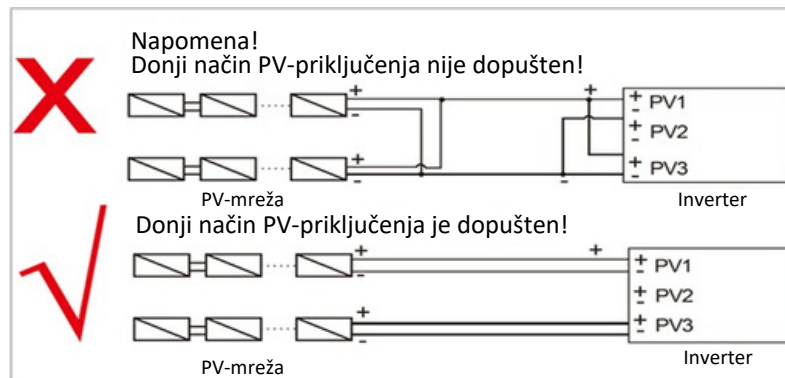 Napomena!
Donji način PV-priključenja nije dopušten!
+ + + PV1
- -
+ PV2
-
+ + PV3
- - -
PV-mreža Inverter
Donji način PV-priključenja je dopušten!
+ + + PV1
- -
+ PV2
-
+ + PV3
- -
PV-mreža Inverter